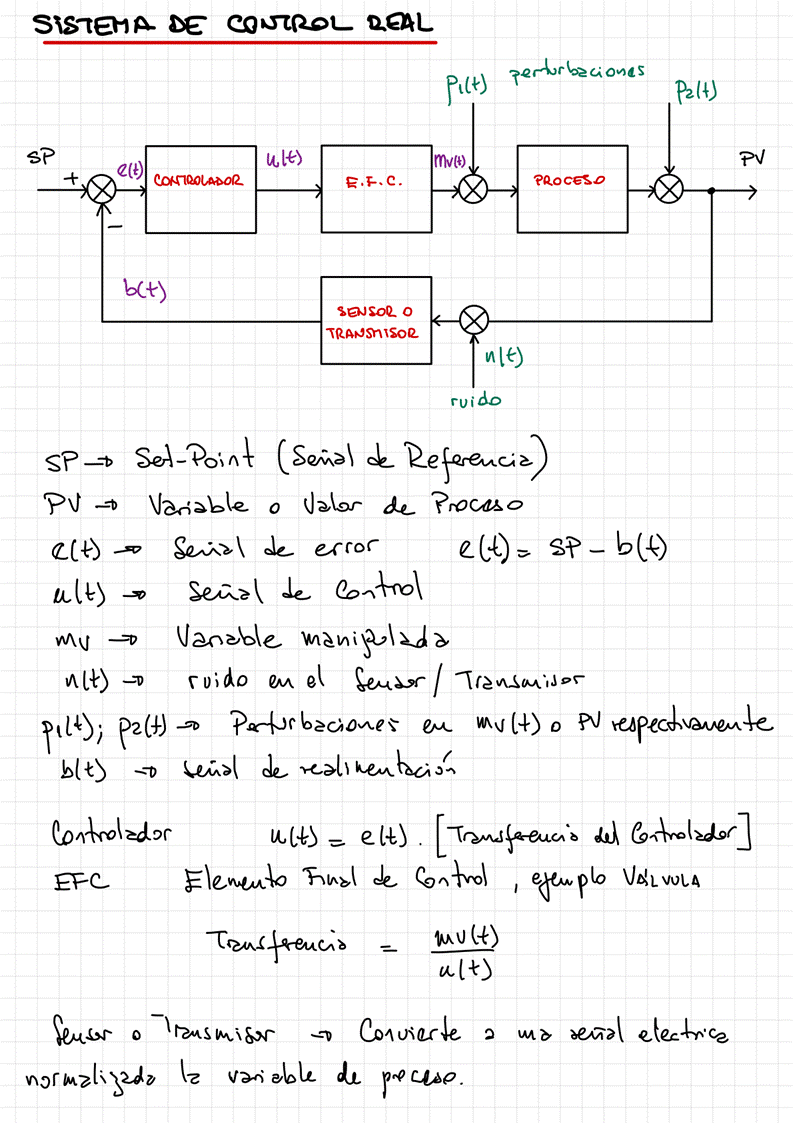 SISTEMA DE CONTROL REAL
p1(t) perturbaciones p2(t)
SP + e(t) CONTROLADOR u(t) E.F.C. mv(t) PROCESO PV
−
b(t)
SENSOR O
TRANSMISOR
n(t)
ruido
SP → Set-Point (Señal de Referencia)
PV → Variable o Valor de Proceso
e(t) → Señal de error e(t) = SP − b(t)
u(t) → Señal de Control
mv → Variable manipulada
n(t) → ruido en el Sensor / Transmisor
p1(t); p2(t) → Perturbaciones en mv(t) o PV respectivamente
b(t) → señal de realimentación
Controlador u(t) = e(t) . [Transferencia del Controlador]
EFC Elemento Final de Control , ejemplo VÁLVULA
Transferencia = mv(t)
u(t)
Sensor o Transmisor → Convierte a una señal electrica
normalizada la variable de proceso.